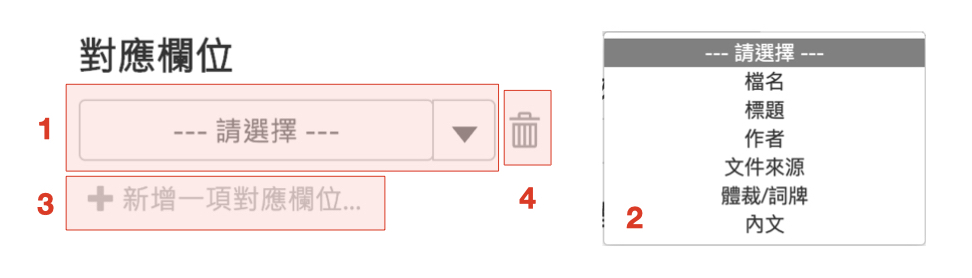 對應欄位
1
--- 請選擇 ---
3
新增一項對應欄位...
4
--- 請選擇 ---
檔名
標題
作者
文件來源
體裁/詞牌
2
內文